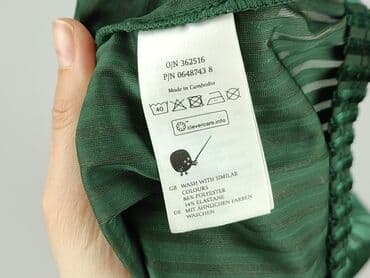 O/N 362516
P/N 0648743 8
Made in Cambodia
40
clevercare.info
GB WASH WITH SIMILAR
COLOURS
86% POLYESTER
14% ELASTANE
DE MIT ÄHNLICHEN FARBEN
WASCHEN